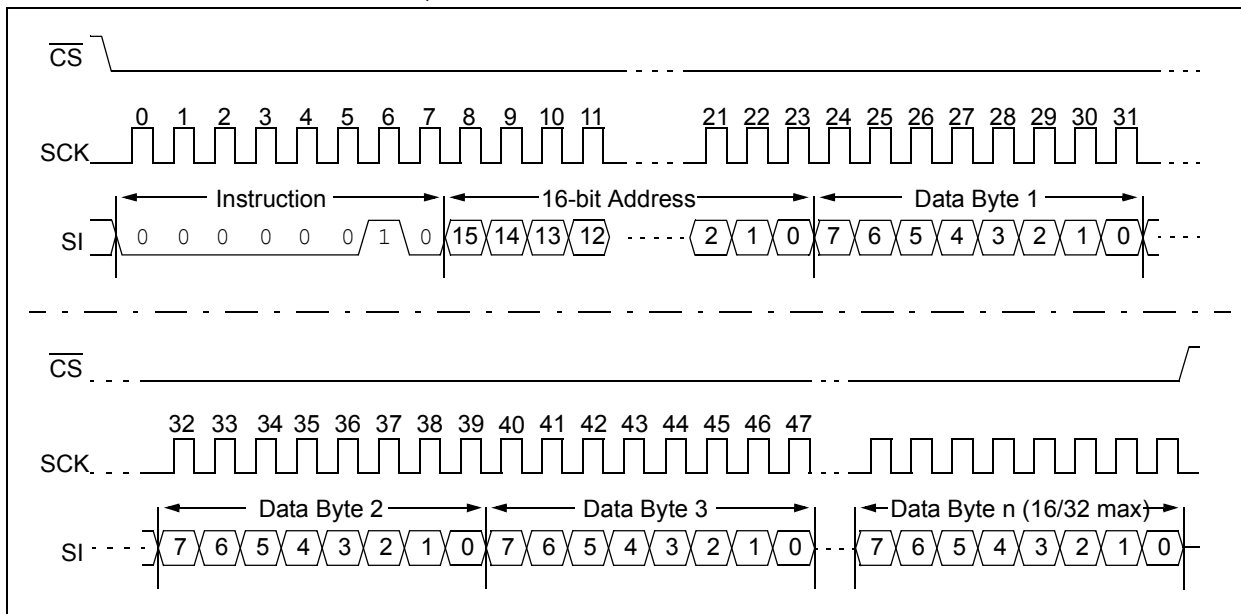 CS
0 1 2 3 4 5 6 7 8 9 10 11 21 22 23 24 25 26 27 28 29 30 31
SCK
Instruction 16-bit Address Data Byte 1
SI 0 0 0 0 0 0 1 0 15 14 13 12 2 1 0 7 6 5 4 3 2 1 0
CS
32 33 34 35 36 37 38 39 40 41 42 43 44 45 46 47
SCK
Data Byte 2 Data Byte 3 Data Byte n (16/32 max)
SI 7 6 5 4 3 2 1 0 7 6 5 4 3 2 1 0 7 6 5 4 3 2 1 0